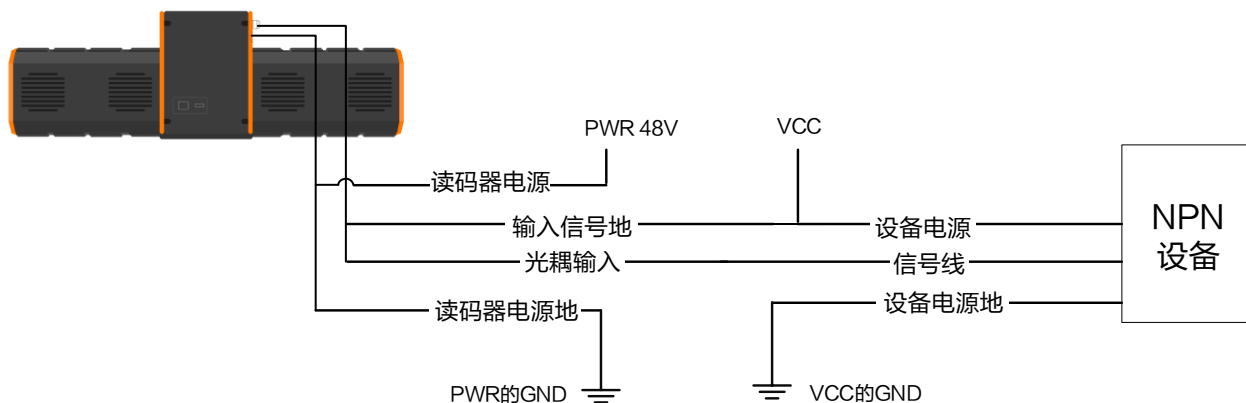 PWR 48V
VCC
读码器电源
输入信号地
设备电源
光耦输入
信号线
读码器电源地
设备电源地
NPN
设备
PWR的GND
VCC的GND